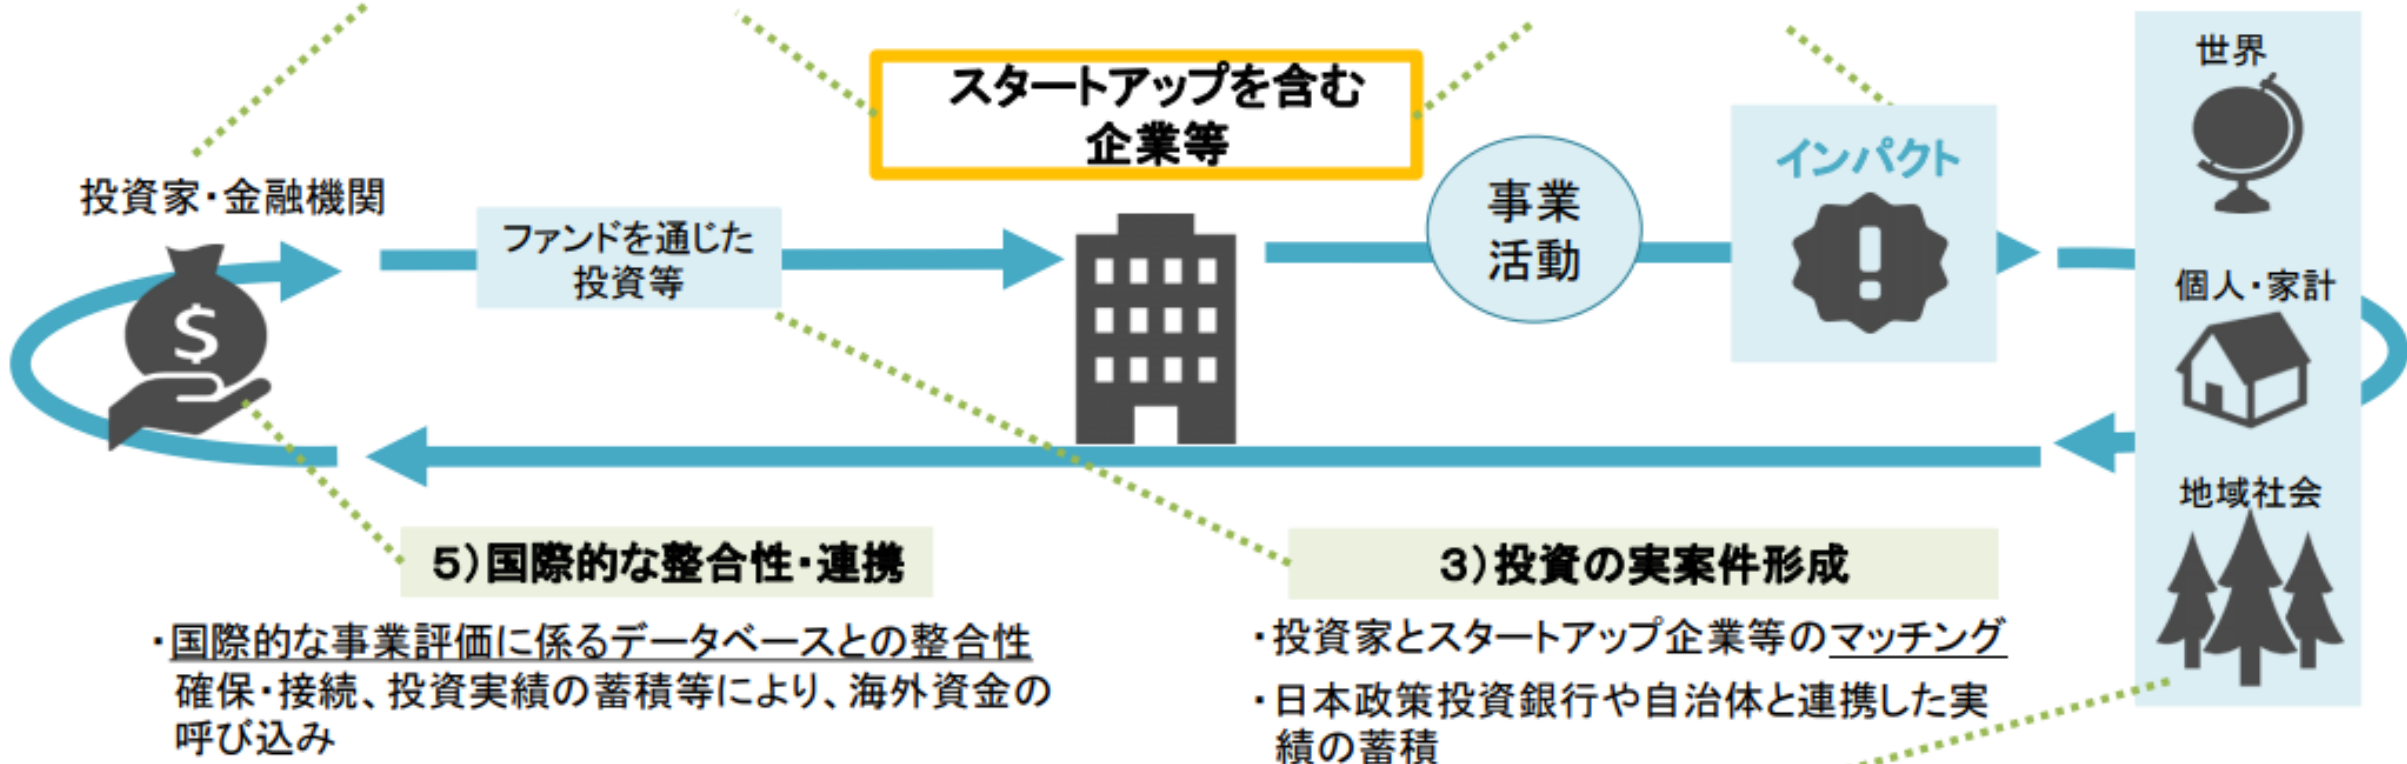 世界
スタートアップを含む
企業等
投資家・金融機関
ファンドを通じた
投資等
事業
活動
インパクト
個人・家計
$
地域社会
5)国際的な整合性・連携
・国際的な事業評価に係るデータベースとの整合性
確保・接続、投資実績の蓄積等により、海外資金の
呼び込み
3)投資の実案件形成
・投資家とスタートアップ企業等のマッチング
・日本政策投資銀行や自治体と連携した実
績の蓄積